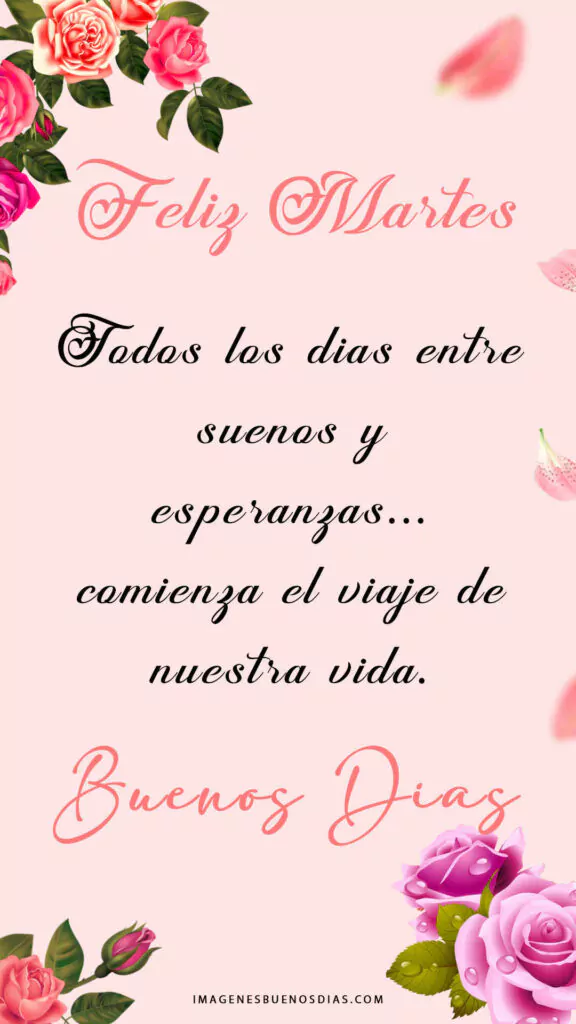 Feliz Martes
Todos los dias entre
suenos y
esperanzas...
comienza el viaje de
nuestra vida.
Buenos Dias
IMAGENESBUENOSDIAS.COM